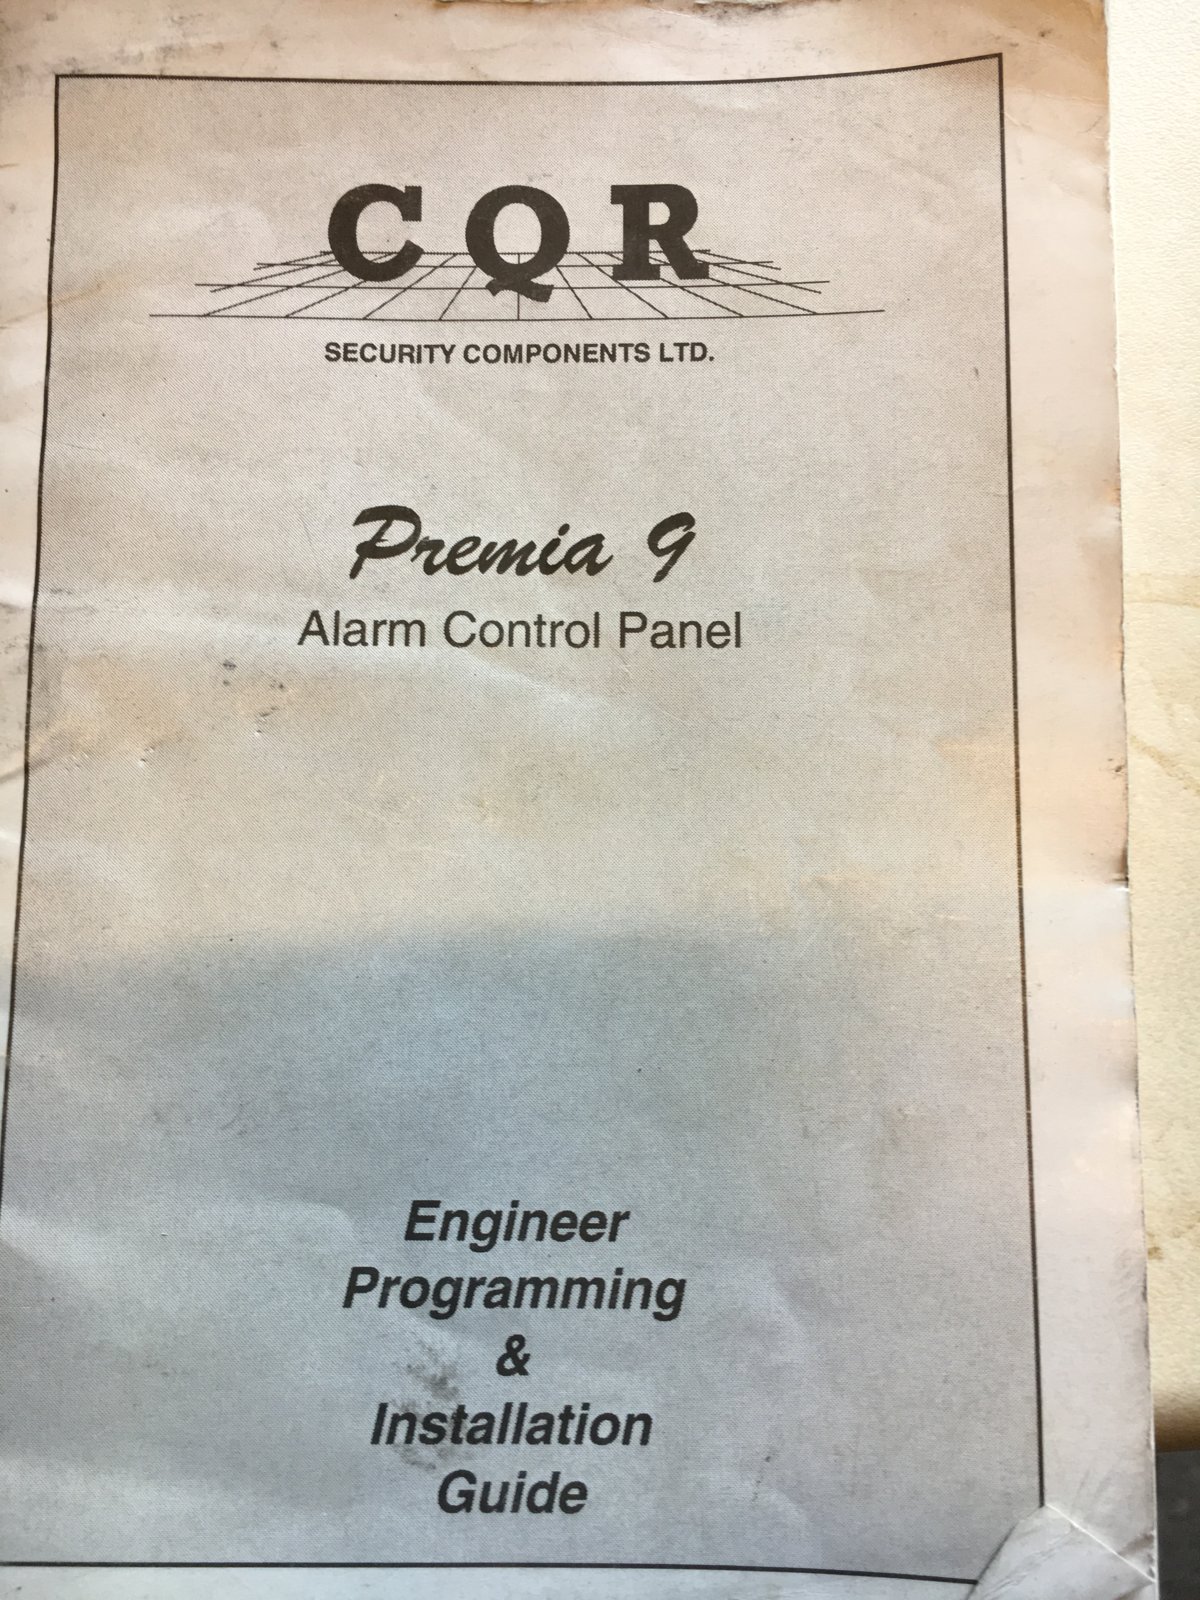 CQR
SECURITY COMPONENTS LTD.
Premia 9
Alarm Control Panel
Engineer
Programming
&
Installation
Guide